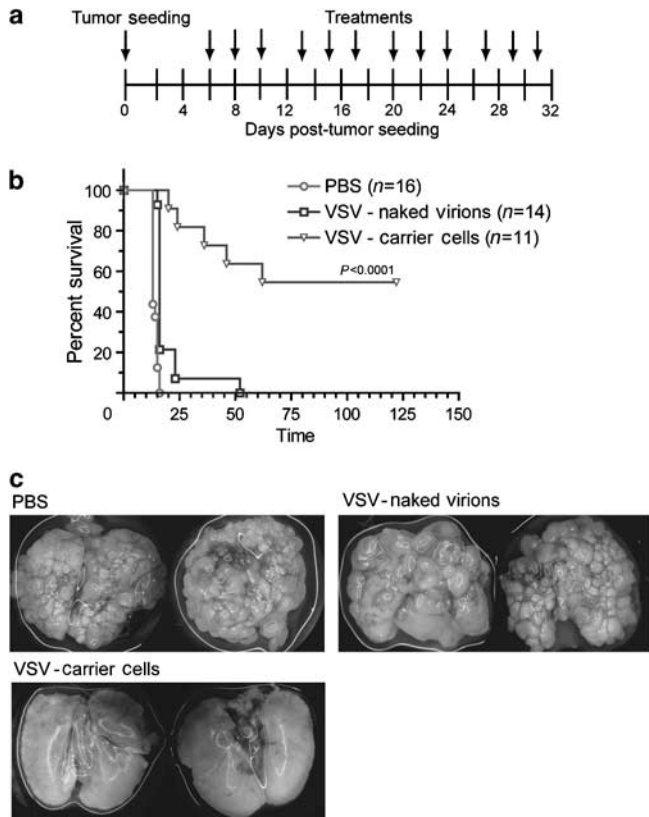 a
Tumor seeding Treatments
0 4 8 12 16 20 24 28 32
Days post-tumor seeding
b
PBS (n=16)
VSV - naked virions (n=14)
VSV - carrier cells (n=11)
P<0.0001
Percent survival
100
80
60
40
20
0 25 50 75 100 125 150
Time
c
PBS
VSV-naked virions
VSV-carrier cells